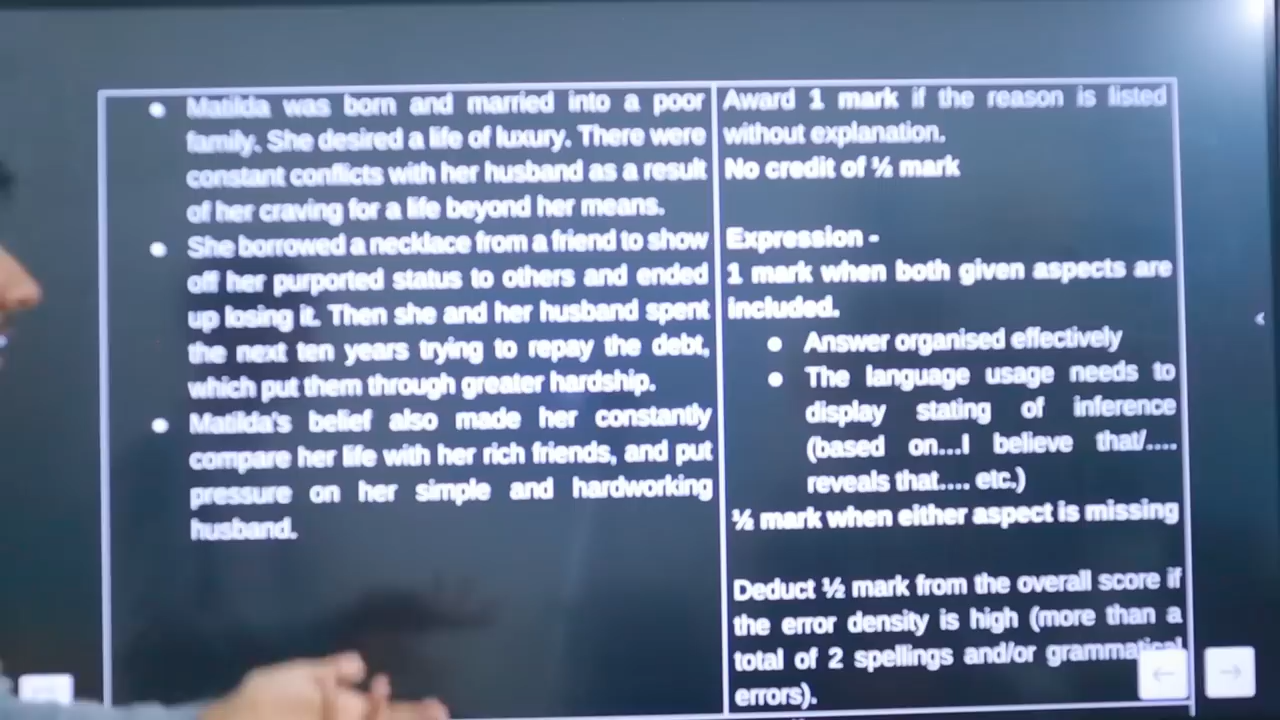 Matilda was born and married into a poor
family. She desired a life of luxury. There were
constant conflicts with her husband as a result
of her craving for a life beyond her means.
She borrowed a necklace from a friend to show
off her purported status to others and ended
up losing it. Then she and her husband spent
the next ten years trying to repay the debt,
which put them through greater hardship.
Matilda's belief also made her constantly
compare her life with her rich friends, and put
pressure on her simple and hardworking
husband.
Award 1 mark if the reason is listed
without explanation.
No credit of ½ mark
Expression -
1 mark when both given aspects are
included.
Answer organised effectively
The language usage needs to
display stating of inference
(based on...I believe that/....
reveals that.... etc.)
½ mark when either aspect is missing
Deduct ½ mark from the overall score if
the error density is high (more than a
total of 2 spellings and/or grammatical
errors).